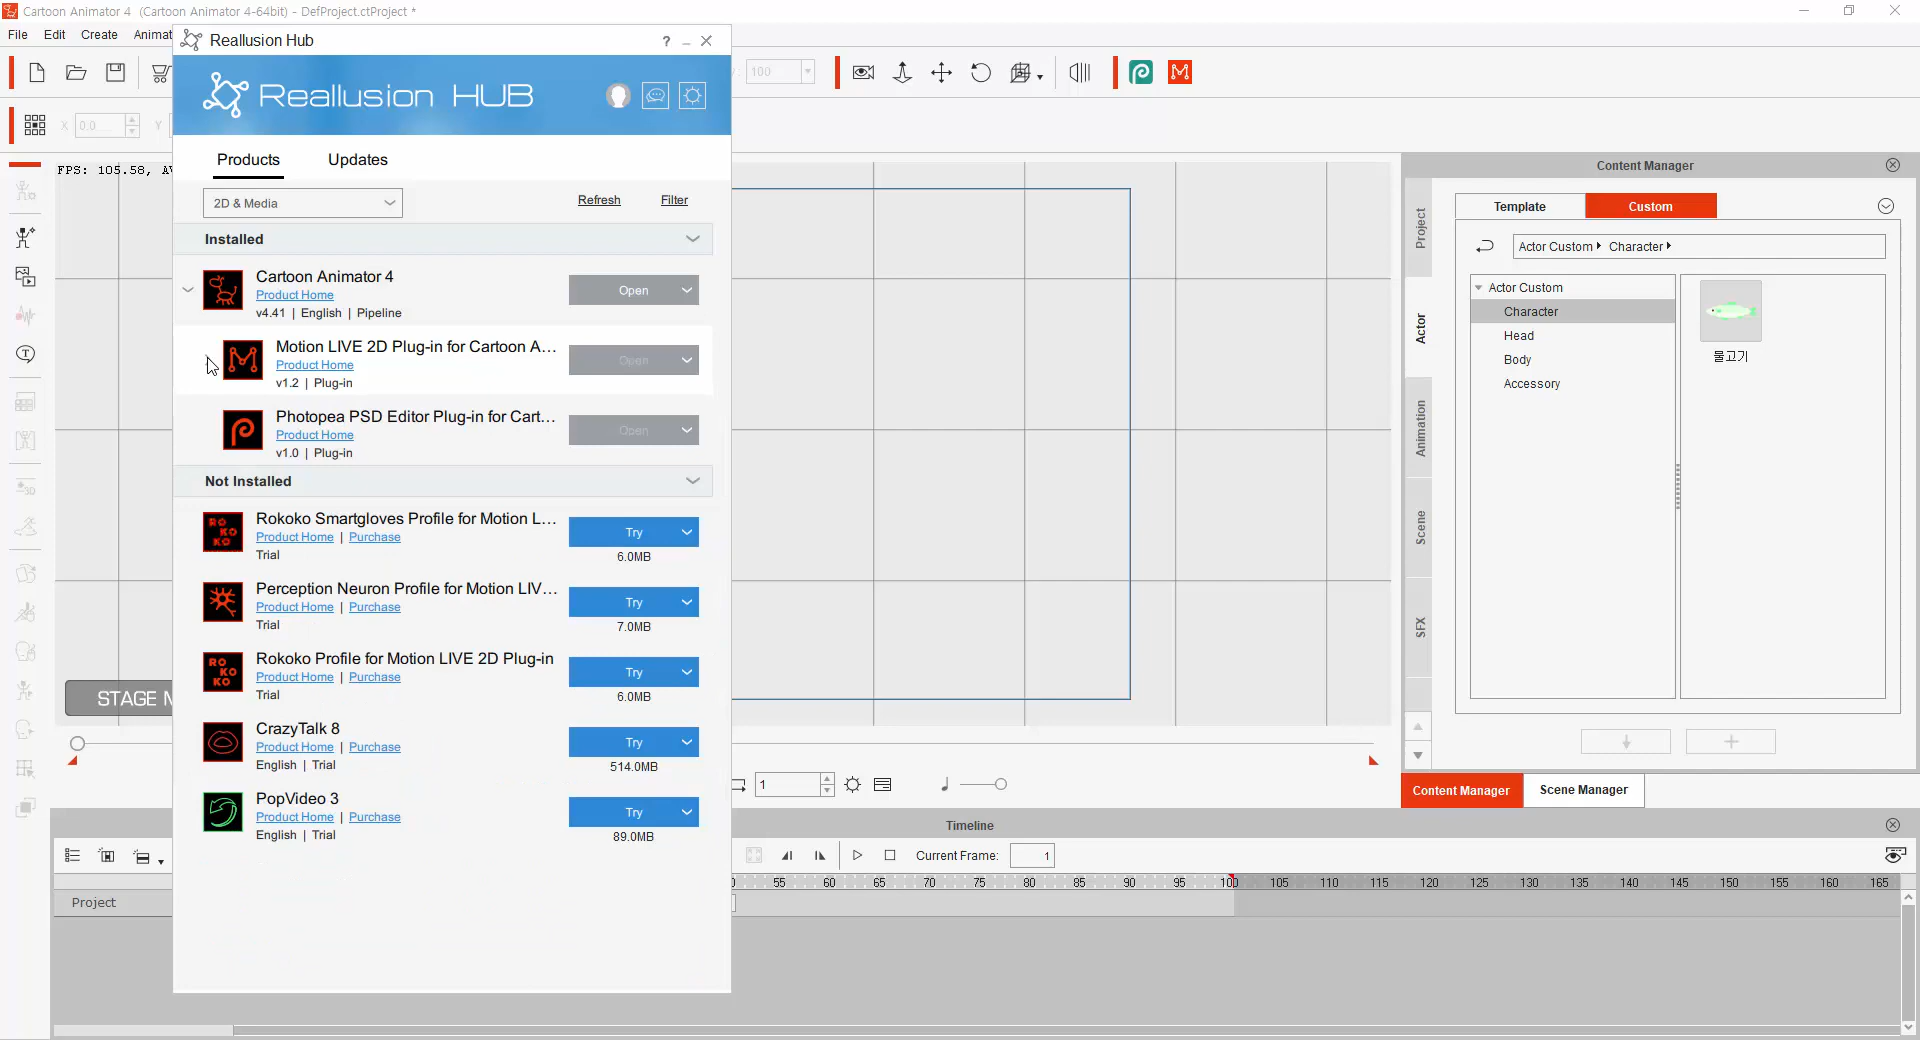 Cartoon Animator 4 (Cartoon Animator 4-64bit) - DefProject.ctProject *
File Edit Create Animat
Reallusion Hub
?
100
Reallusion HUB
X 0.0 Y
Products Updates
FPS: 105.58, AV
2D & Media
Refresh Filter
Installed
Cartoon Animator 4
Product Home
v4.41 | English | Pipeline
Open
Motion LIVE 2D Plug-in for Cartoon A...
Product Home
v1.2 | Plug-in
Open
Photopea PSD Editor Plug-in for Cart...
Product Home
v1.0 | Plug-in
Open
Not Installed
Rokoko Smartgloves Profile for Motion L...
Product Home | Purchase
Trial
Try
6.0MB
Perception Neuron Profile for Motion LIV...
Product Home | Purchase
Trial
Try
7.0MB
Rokoko Profile for Motion LIVE 2D Plug-in
Product Home | Purchase
Trial
Try
6.0MB
CrazyTalk 8
Product Home | Purchase
English | Trial
Try
514.0MB
PopVideo 3
Product Home | Purchase
English | Trial
Try
89.0MB
STAGE M
Content Manager
Project
Actor
Animation
Scene
SFX
Template Custom
Actor Custom Character
Actor Custom
Character
Head
Body
Accessory
물고기
Content Manager Scene Manager
1
Timeline
Current Frame: 1
55 60 65 70 75 80 85 90 95 100 105 110 115 120 125 130 135 140 145 150 155 160 165
Project